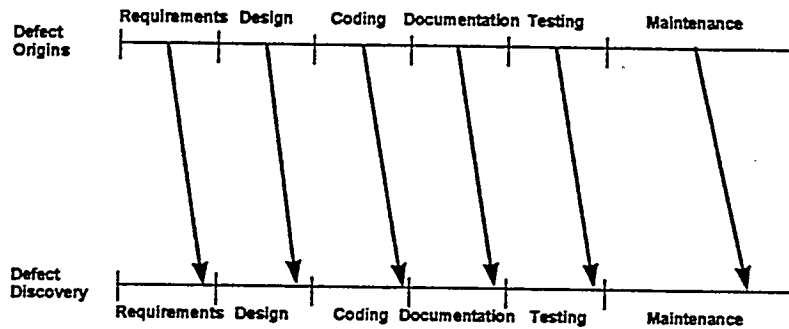 Requirements Design Coding Documentation Testing Maintenance
Defect
Origins
Defect
Discovery
Requirements Design Coding Documentation Testing Maintenance